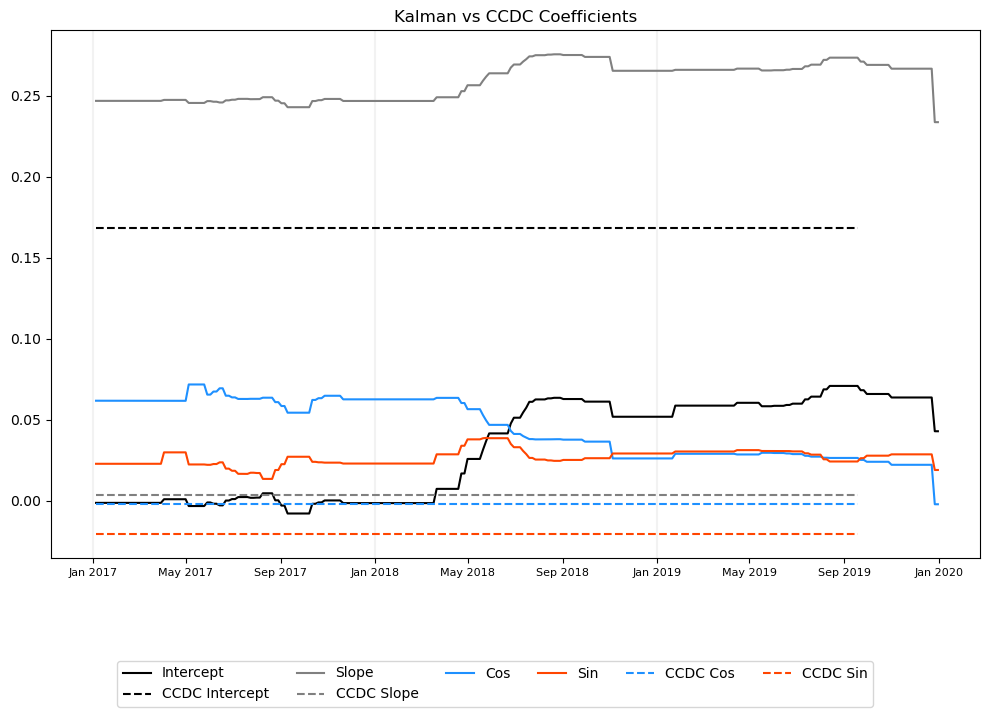 Kalman vs CCDC Coefficients
0.25
0.20
0.15
0.10
0.05
0.00
Jan 2017 May 2017 Sep 2017 Jan 2018 May 2018 Sep 2018 Jan 2019 May 2019 Sep 2019 Jan 2020
Intercept Slope Cos Sin CCDC Cos CCDC Sin
CCDC Intercept CCDC Slope